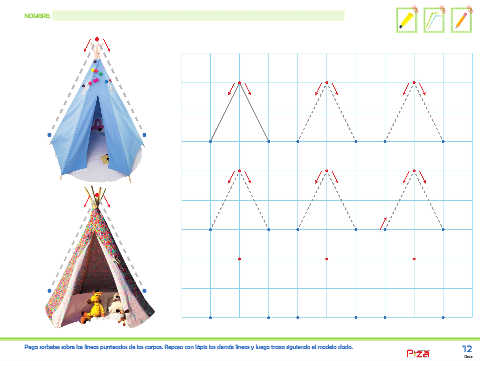 NOMBRE:
Pega sorbetes sobre las líneas punteadas de las carpas. Repasa con lápiz las demás líneas y luego traza siguiendo el modelo dado.
Pizza
12